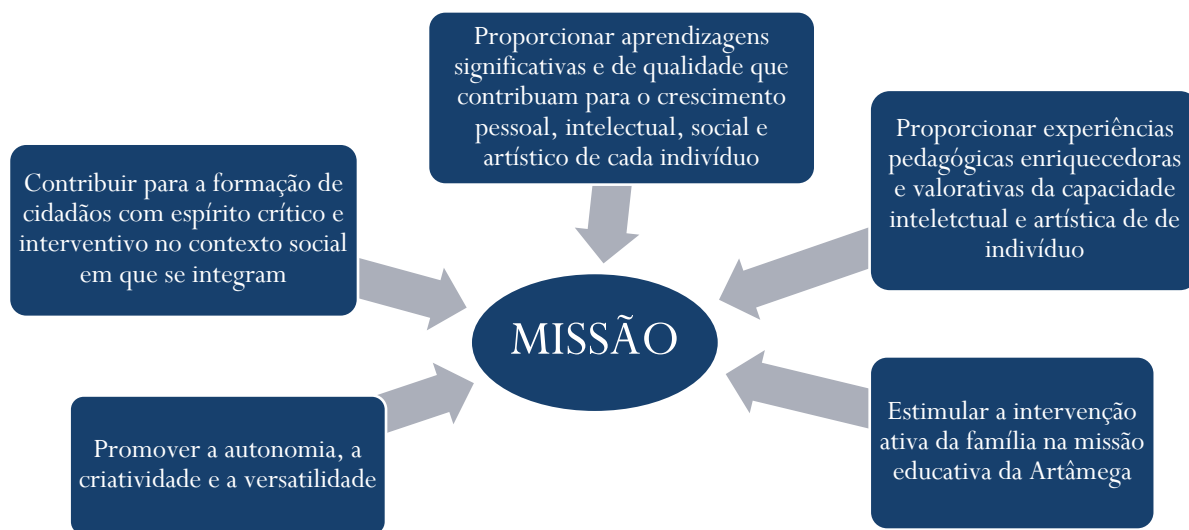 Proporcionar aprendizagens
significativas e de qualidade que
contribuam para o crescimento
pessoal, intelectual, social e
artístico de cada indivíduo
Proporcionar experiências
pedagógicas enriquecedoras
e valorativas da capacidade
inteletctual e artística de de
indivíduo
Contribuir para a formação de
cidadãos com espírito crítico e
interventivo no contexto social
em que se integram
MISSÃO
Promover a autonomia, a
criatividade e a versatilidade
Estimular a intervenção
ativa da família na missão
educativa da Artâmega